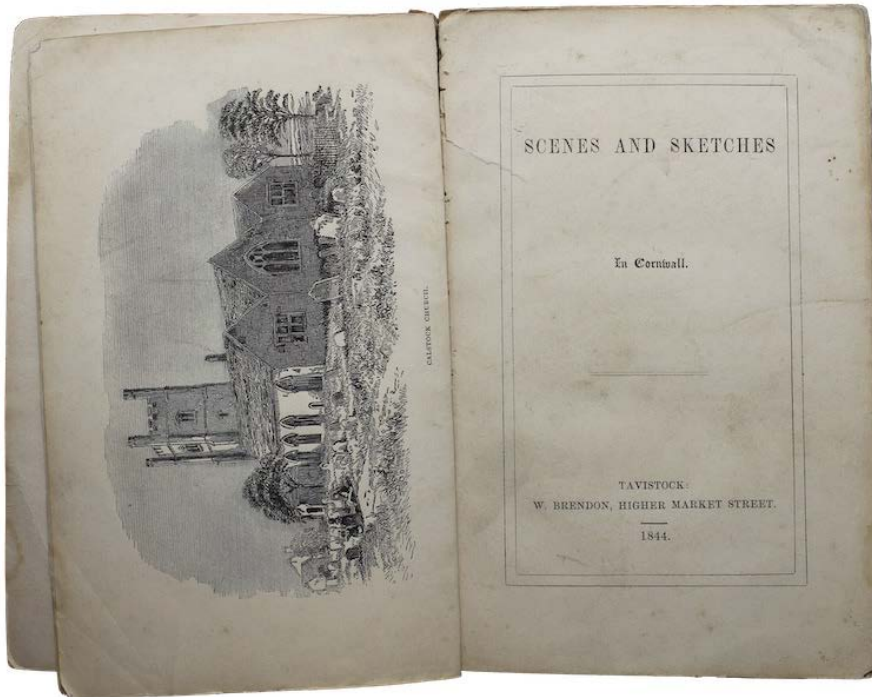 CALSTOCK CHURCH.
SCENES AND SKETCHES
In Cornwall.
TAVISTOCK:
W. BRENDON, HIGHER MARKET STREET.
1844.